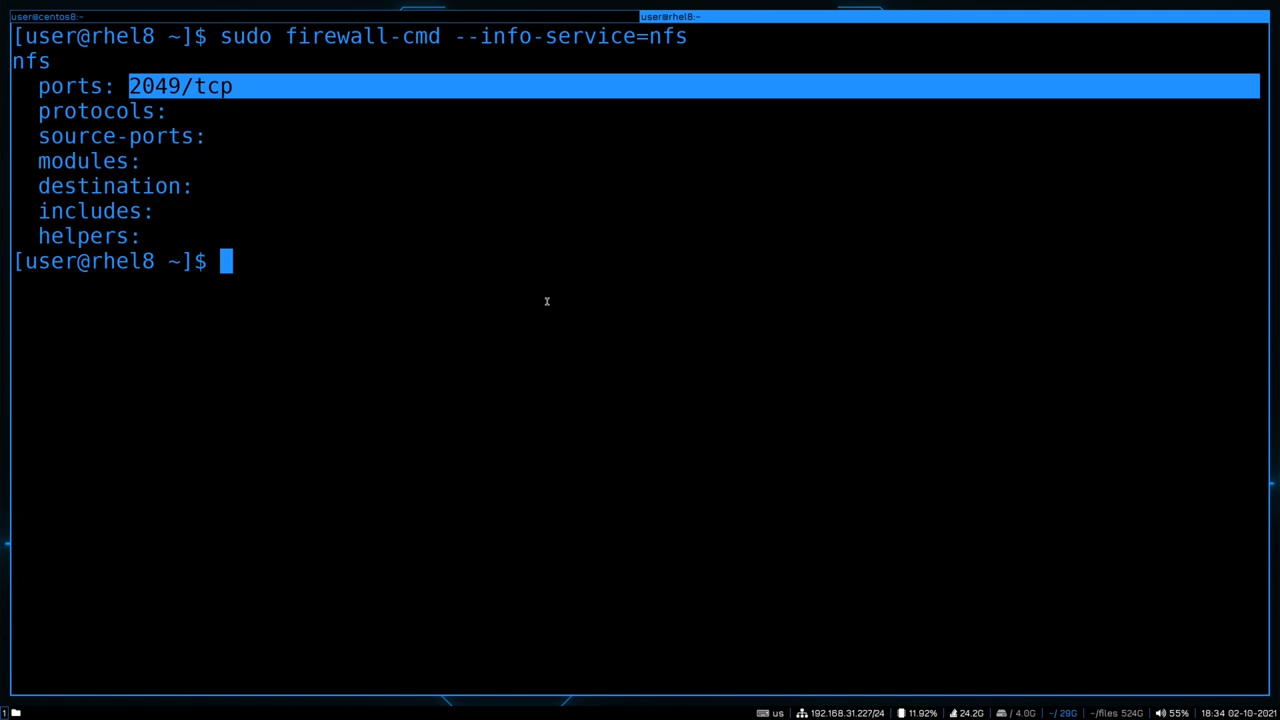 user@centos8:~ user@rhel8:~
[user@rhel8 ~]$ sudo firewall-cmd --info-service=nfs
nfs
  ports: 2049/tcp
  protocols:
  source-ports:
  modules:
  destination:
  includes:
  helpers:
[user@rhel8 ~]$
1 us 192.168.31.227/24 11.92% 24.2G / 4.0G ~/ 29G ~/files 524G 55% 18:34 02-10-2021